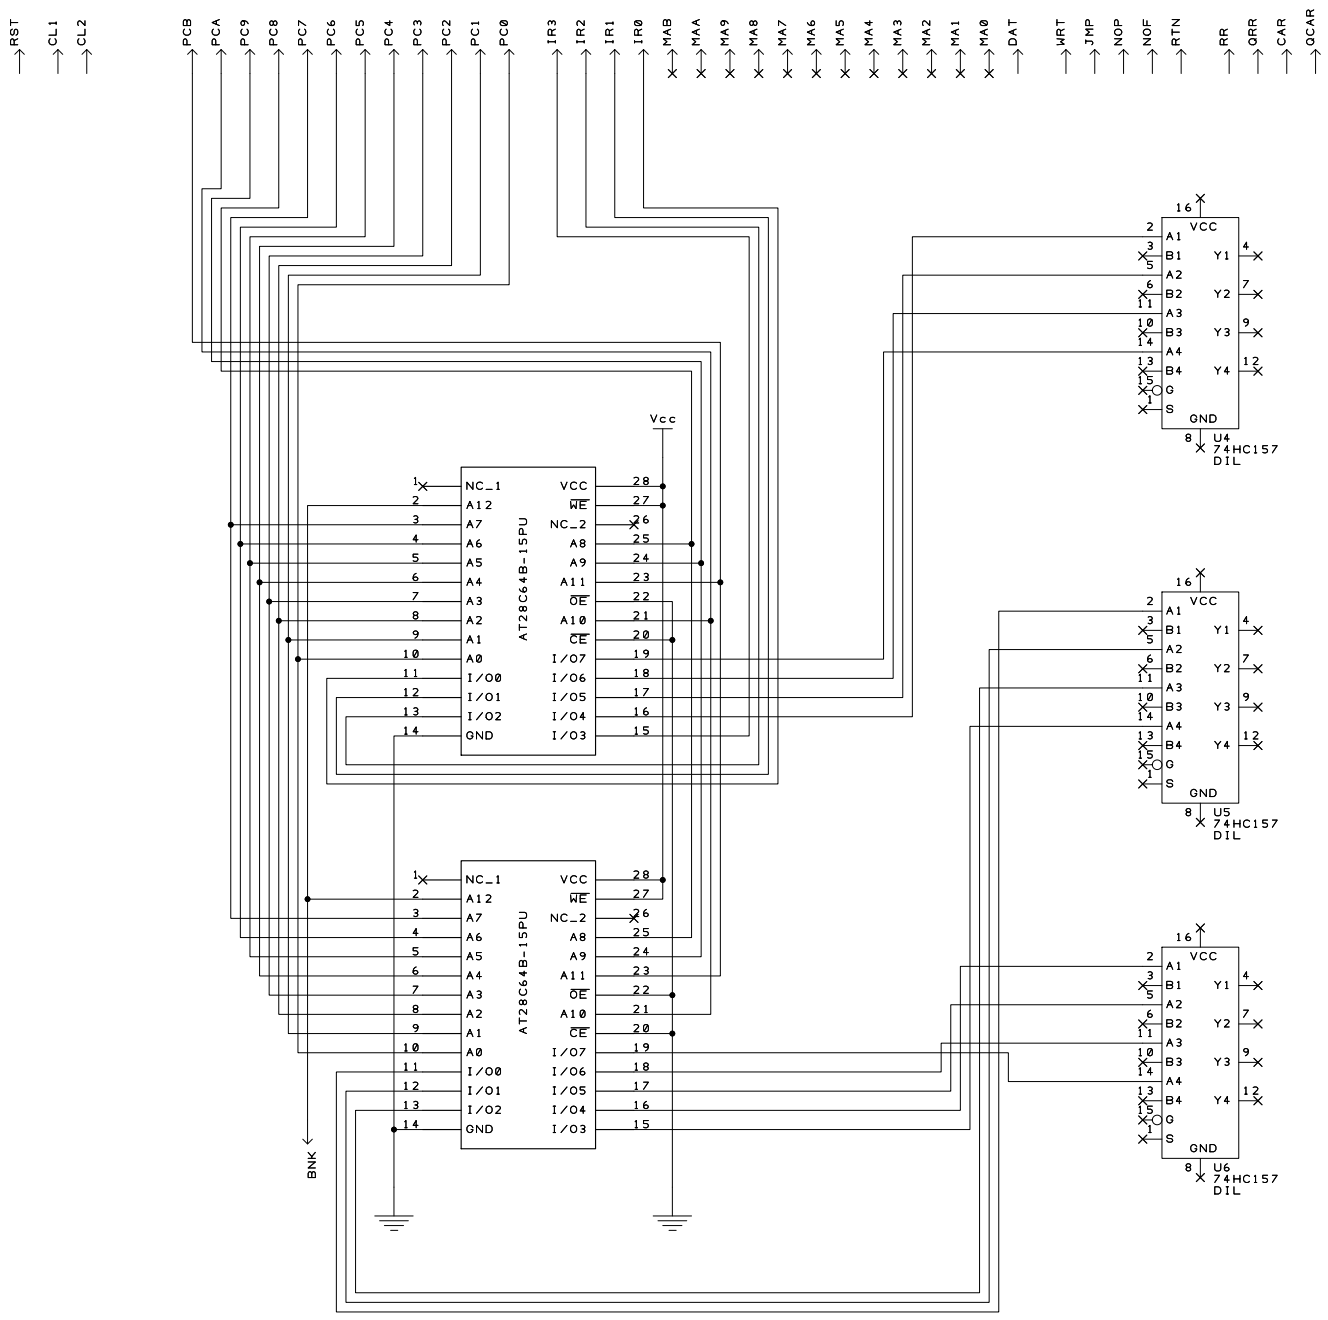 RST CL1 CL2 PCB PCA PC9 PC8 PC7 PC6 PC5 PC4 PC3 PC2 PC1 PC0 IR3 IR2 IR1 IR0 MAB MAA MA9 MA8 MA7 MA6 MA5 MA4 MA3 MA2 MA1 MA0 DAT WRT JMP NOP NOF RTN RR QRR CAR QCAR
16
VCC
2 A1
3 B1 Y1 4
5 A2
6 B2 Y2 7
11 A3
10 B3 Y3 9
14 A4
13 B4 Y4 12
15 G
1 S
GND
8
U4
74HC157
DIL
Vcc
AT28C64B-15PU
1 NC_1 VCC 28
2 A12 WE 27
3 A7 NC_2 26
4 A6 A8 25
5 A5 A9 24
6 A4 A11 23
7 A3 OE 22
8 A2 A10 21
9 A1 CE 20
10 A0 I/O7 19
11 I/O0 I/O6 18
12 I/O1 I/O5 17
13 I/O2 I/O4 16
14 GND I/O3 15
16
VCC
2 A1
3 B1 Y1 4
5 A2
6 B2 Y2 7
11 A3
10 B3 Y3 9
14 A4
13 B4 Y4 12
15 G
1 S
GND
8
U5
74HC157
DIL
AT28C64B-15PU
1 NC_1 VCC 28
2 A12 WE 27
3 A7 NC_2 26
4 A6 A8 25
5 A5 A9 24
6 A4 A11 23
7 A3 OE 22
8 A2 A10 21
9 A1 CE 20
10 A0 I/O7 19
11 I/O0 I/O6 18
12 I/O1 I/O5 17
13 I/O2 I/O4 16
14 GND I/O3 15
BNK
16
VCC
2 A1
3 B1 Y1 4
5 A2
6 B2 Y2 7
11 A3
10 B3 Y3 9
14 A4
13 B4 Y4 12
15 G
1 S
GND
8
U6
74HC157
DIL